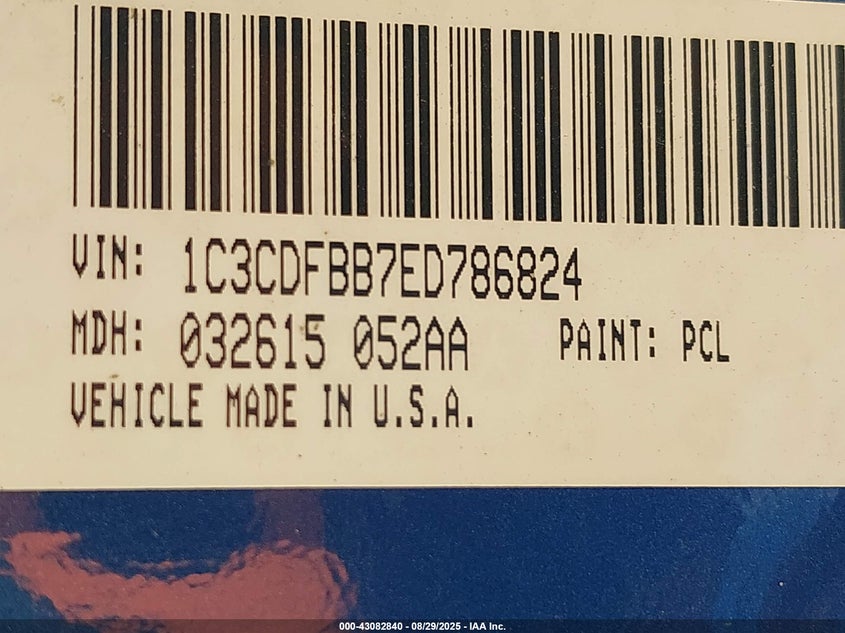 VIN: 1C3CDFBB7ED786824
MDH: 032615 052AA PAINT: PCL
VEHICLE MADE IN U.S.A.
000-43082840 - 08/29/2025 - IAA Inc.